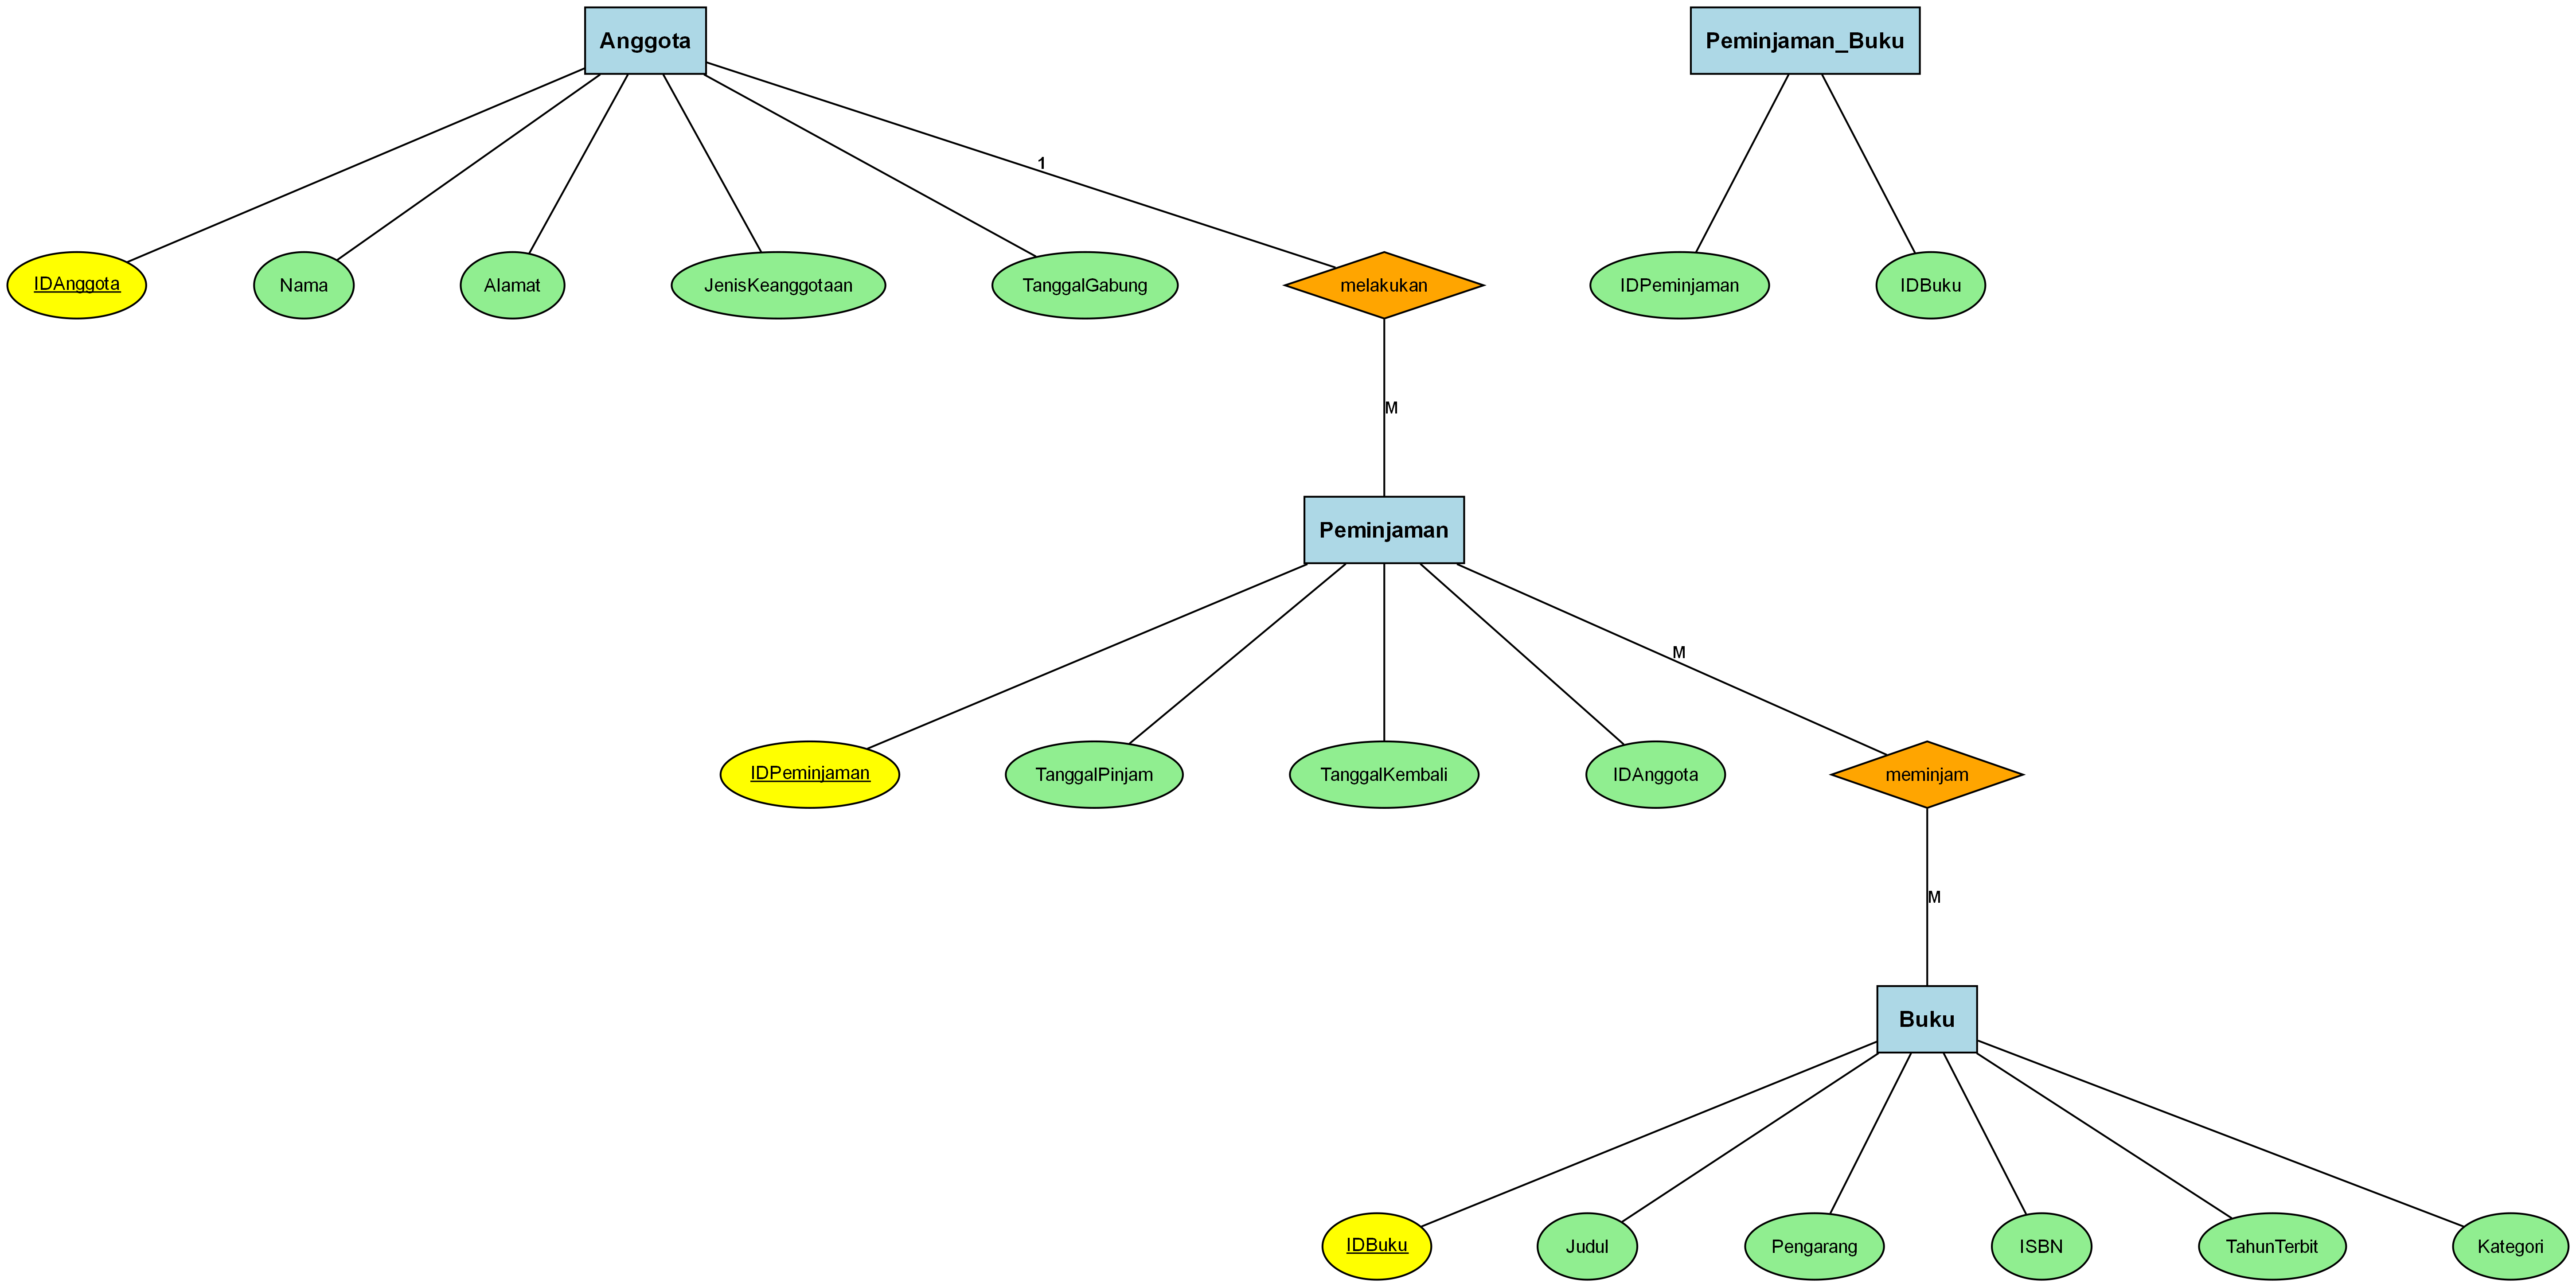 Anggota
Peminjaman_Buku
1
IDAnggota
Nama
Alamat
JenisKeanggotaan
TanggalGabung
melakukan
IDPeminjaman
IDBuku
M
Peminjaman
M
IDPeminjaman
TanggalPinjam
TanggalKembali
IDAnggota
meminjam
M
Buku
IDBuku
Judul
Pengarang
ISBN
TahunTerbit
Kategori